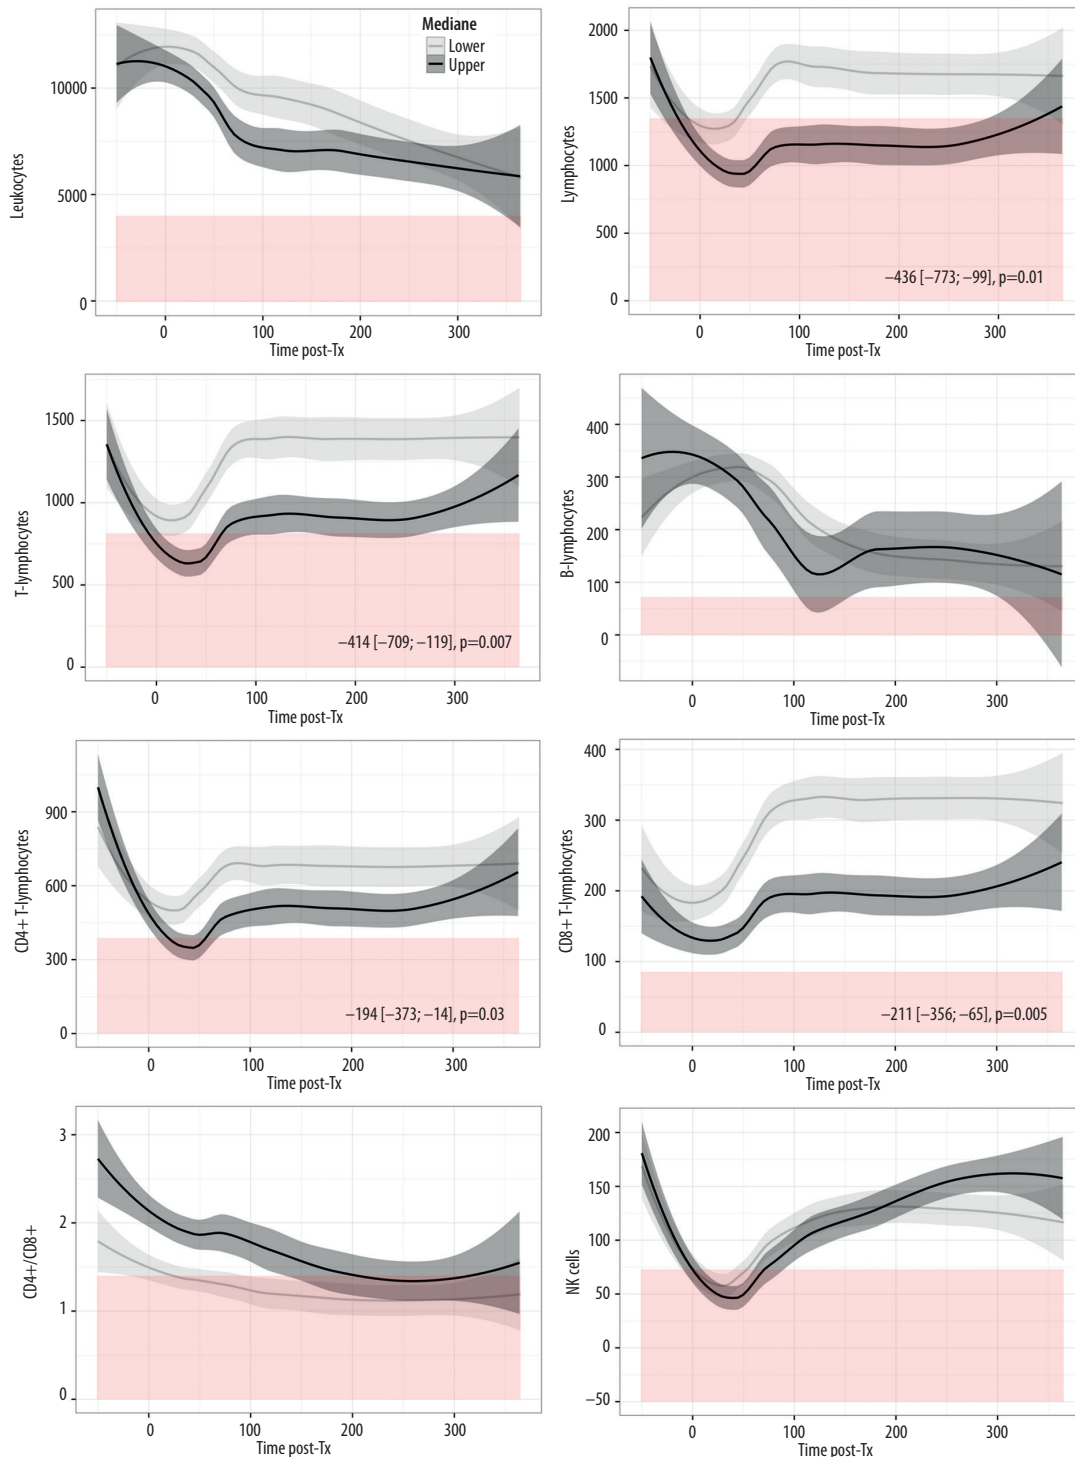 Mediane
Lower
Upper
Leukocytes
10000
5000
0
0
100
200
300
Time post-Tx
Lymphocytes
2000
1500
1000
500
0
−436 [−773; −99], p=0.01
0
100
200
300
Time post-Tx
T-lymphocytes
1500
1000
500
0
−414 [−709; −119], p=0.007
0
100
200
300
Time post-Tx
B-lymphocytes
400
300
200
100
0
0
100
200
300
Time post-Tx
CD4+ T-lymphocytes
900
600
300
0
−194 [−373; −14], p=0.03
0
100
200
300
Time post-Tx
CD8+ T-lymphocytes
400
300
200
100
0
−211 [−356; −65], p=0.005
0
100
200
300
Time post-Tx
CD4+/CD8+
3
2
1
0
0
100
200
300
Time post-Tx
NK cells
200
150
100
50
0
−50
0
100
200
300
Time post-Tx